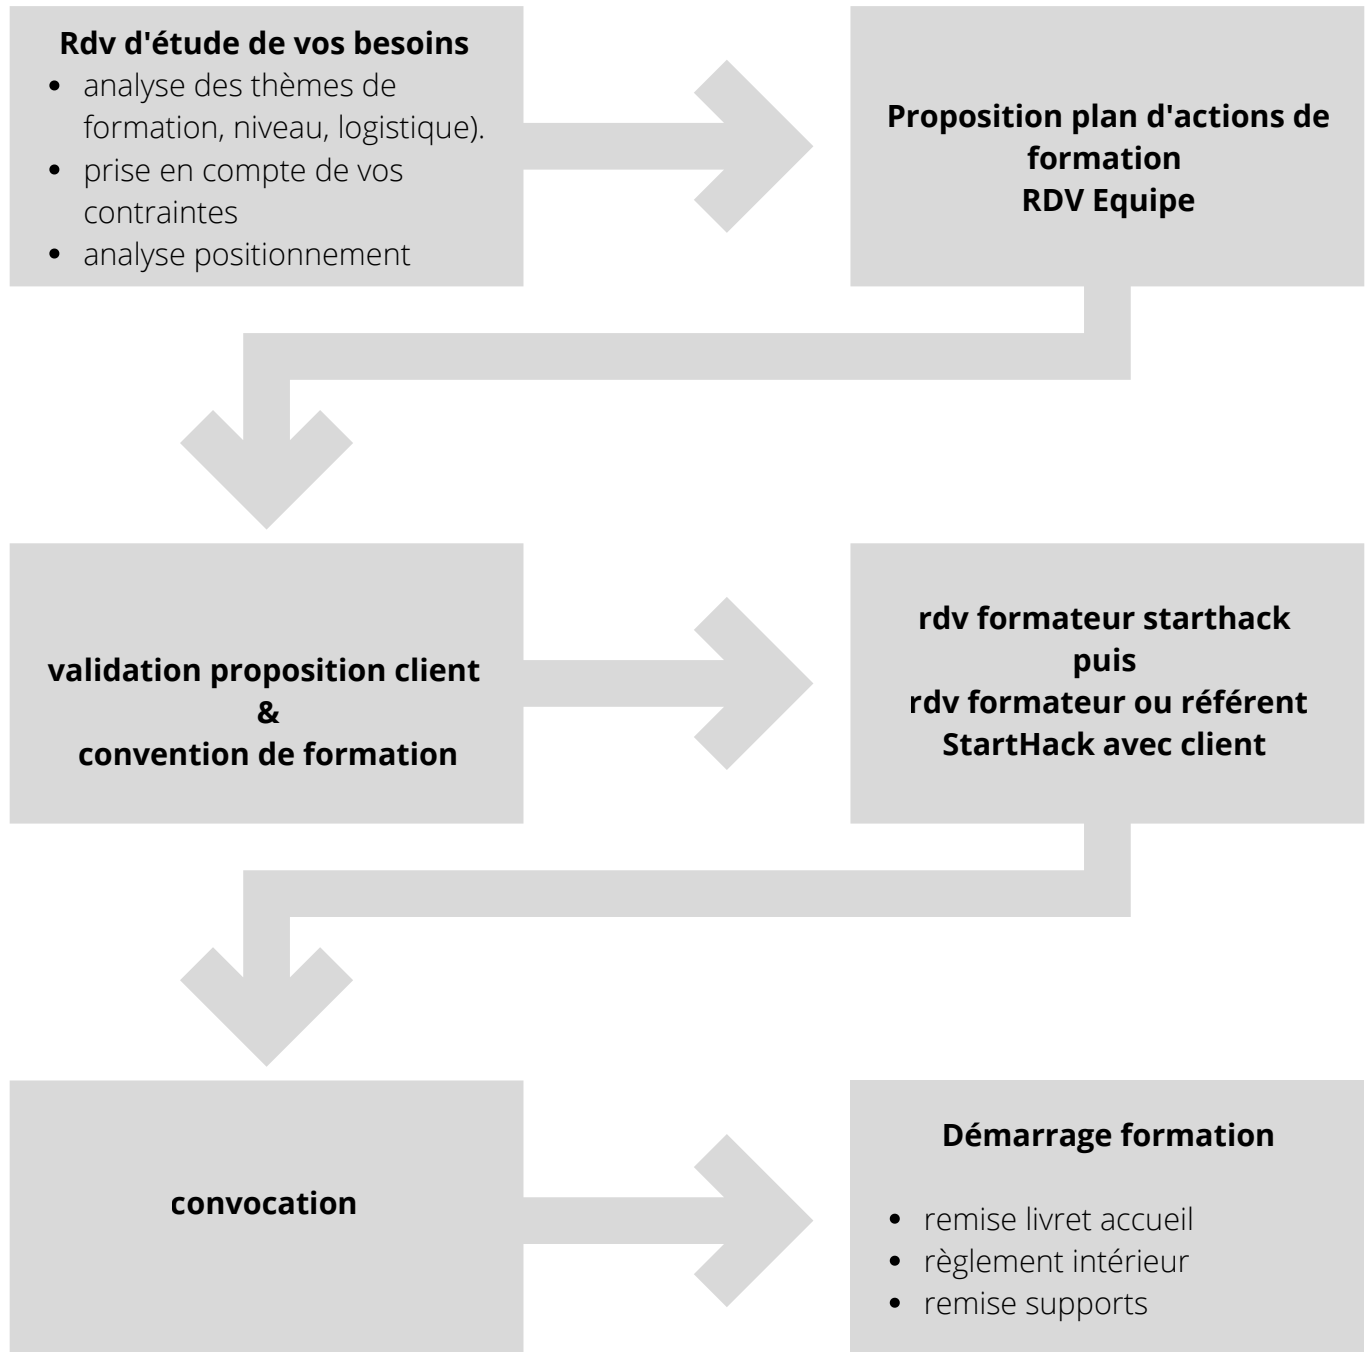 Rdv d'étude de vos besoins
• analyse des thèmes de
formation, niveau, logistique).
• prise en compte de vos
contraintes
• analyse positionnement
Proposition plan d'actions de
formation
RDV Equipe
validation proposition client
&
convention de formation
rdv formateur starthack
puis
rdv formateur ou référent
StartHack avec client
convocation
Démarrage formation
• remise livret accueil
• règlement intérieur
• remise supports